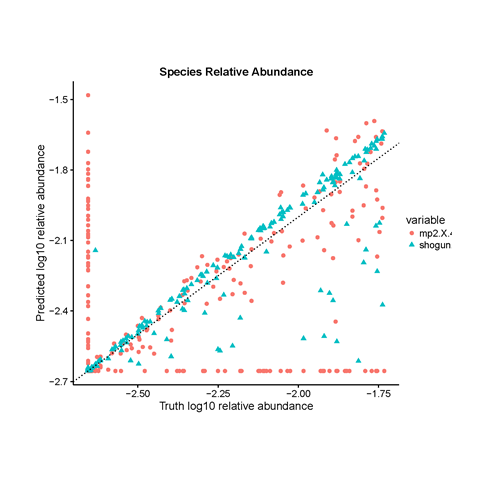 Species Relative Abundance
Predicted log10 relative abundance
−1.5
−1.8
−2.1
−2.4
−2.7
−2.50
−2.25
−2.00
−1.75
Truth log10 relative abundance
variable
mp2.X.
shogun